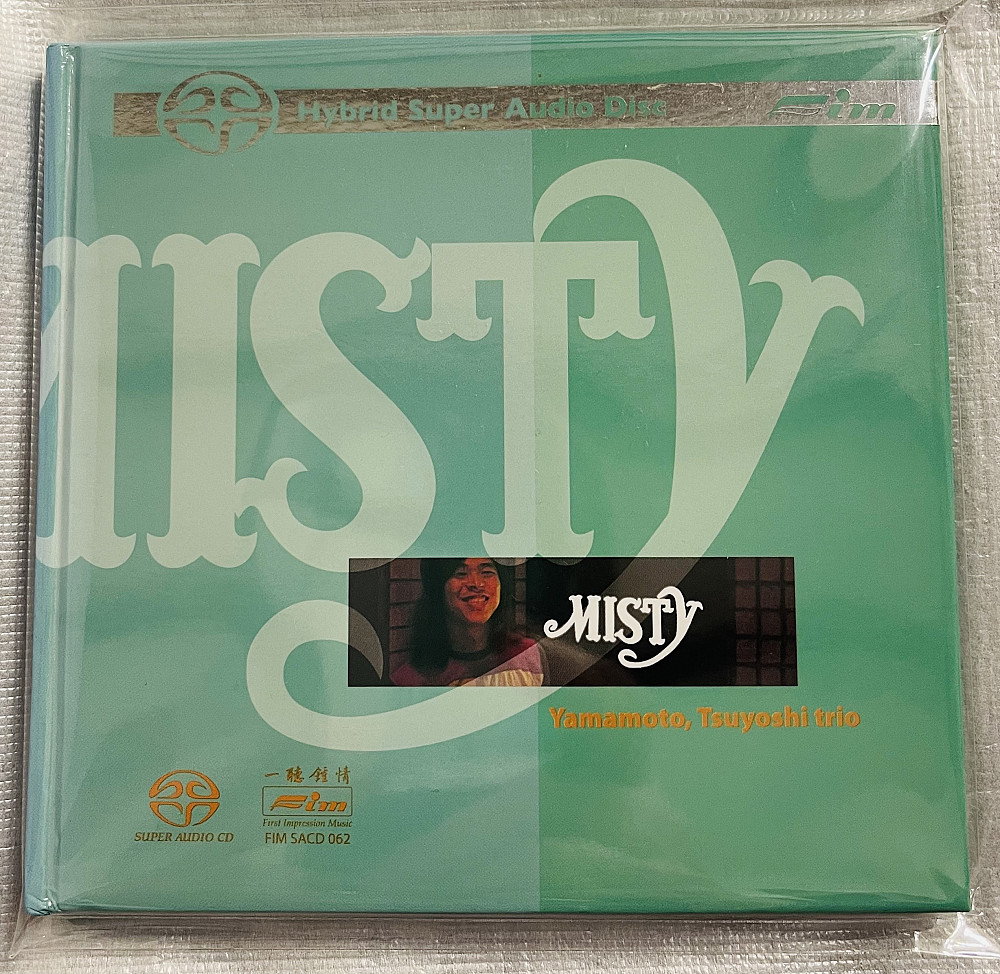 Hybrid Super Audio Disc
Fim
MISTY
MISTY
Yamamoto, Tsuyoshi trio
SUPER AUDIO CD
一聽鍾情
Fim
First Impression Music
FIM SACD 062